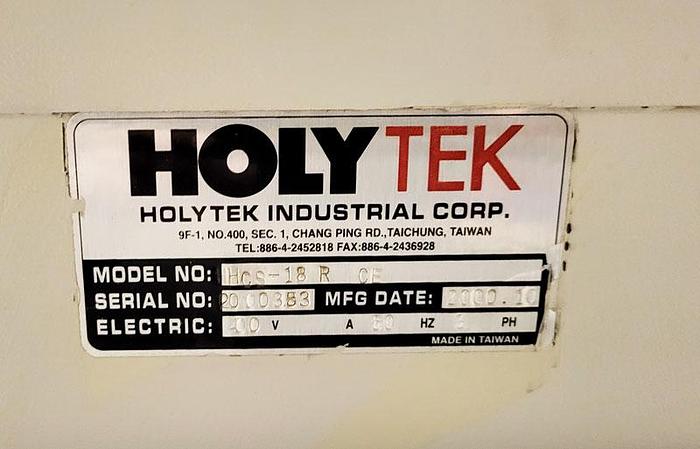 HOLYTEK
HOLYTEK INDUSTRIAL CORP.
9F-1, NO.400, SEC. 1, CHANG PING RD.,TAICHUNG, TAIWAN
TEL:886-4-2452818 FAX:886-4-2436928
MODEL NO: HCS-18 R CE
SERIAL NO: MFG DATE: 2000.10
ELECTRIC: V A HZ PH
MADE IN TAIWAN